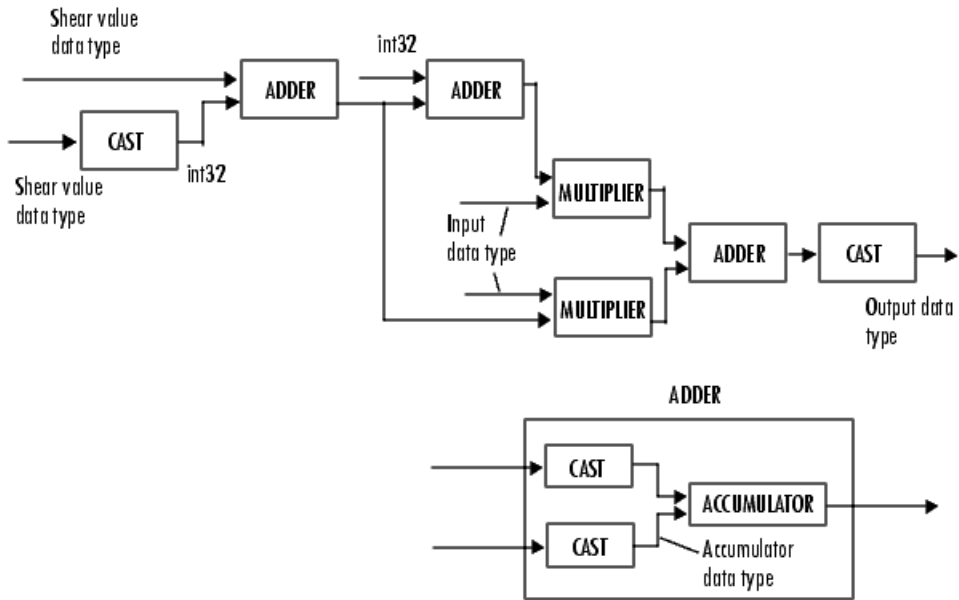 Shear value
data type
int32
ADDER
ADDER
CAST
int32
Shear value
data type
MULTIPLIER
Input
data type
ADDER
CAST
MULTIPLIER
Output data
type
ADDER
CAST
ACCUMULATOR
CAST
Accumulator
data type